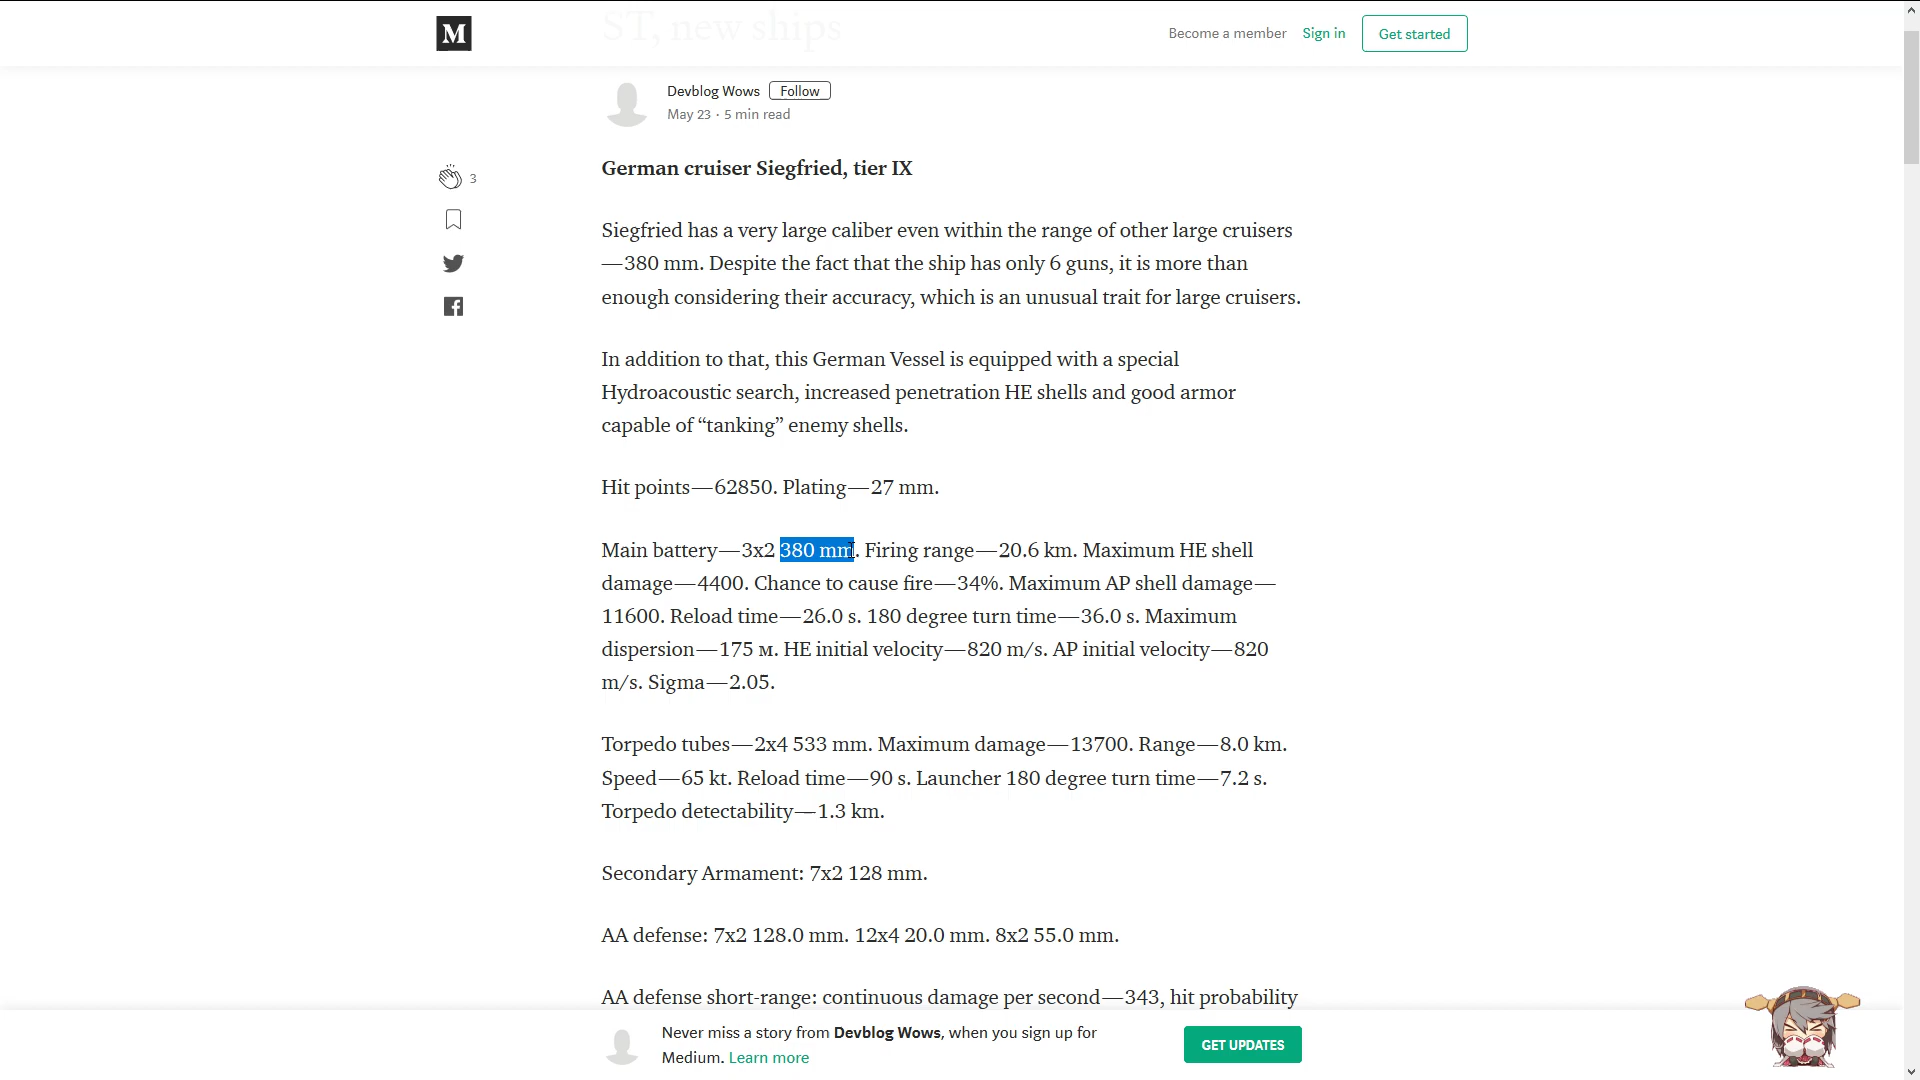 M
ST, new ships
Become a member Sign in Get started
Devblog Wows Follow
May 23 · 5 min read
3
German cruiser Siegfried, tier IX
Siegfried has a very large caliber even within the range of other large cruisers
—380 mm. Despite the fact that the ship has only 6 guns, it is more than
enough considering their accuracy, which is an unusual trait for large cruisers.
In addition to that, this German Vessel is equipped with a special
Hydroacoustic search, increased penetration HE shells and good armor
capable of “tanking” enemy shells.
Hit points—62850. Plating—27 mm.
Main battery—3x2 380 mm. Firing range—20.6 km. Maximum HE shell
damage—4400. Chance to cause fire—34%. Maximum AP shell damage—
11600. Reload time—26.0 s. 180 degree turn time—36.0 s. Maximum
dispersion—175 м. HE initial velocity—820 m/s. AP initial velocity—820
m/s. Sigma—2.05.
Torpedo tubes—2x4 533 mm. Maximum damage—13700. Range—8.0 km.
Speed—65 kt. Reload time—90 s. Launcher 180 degree turn time—7.2 s.
Torpedo detectability—1.3 km.
Secondary Armament: 7x2 128 mm.
AA defense: 7x2 128.0 mm. 12x4 20.0 mm. 8x2 55.0 mm.
AA defense short-range: continuous damage per second—343, hit probability
Never miss a story from Devblog Wows, when you sign up for
Medium. Learn more
GET UPDATES